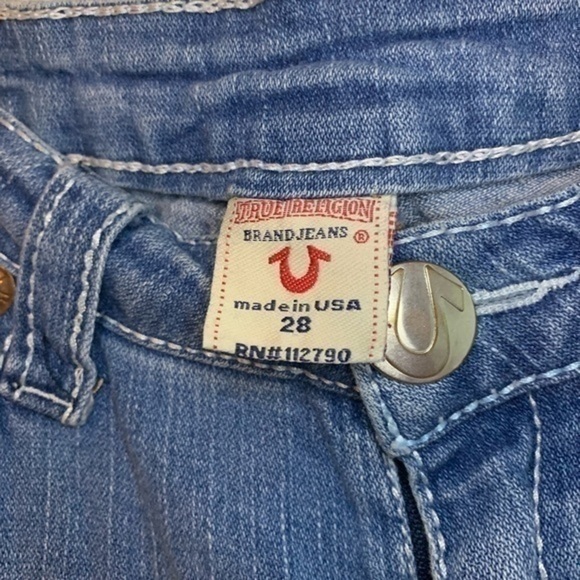 TRUE RELIGION
BRAND JEANS ®
made in USA
28
RN#112790